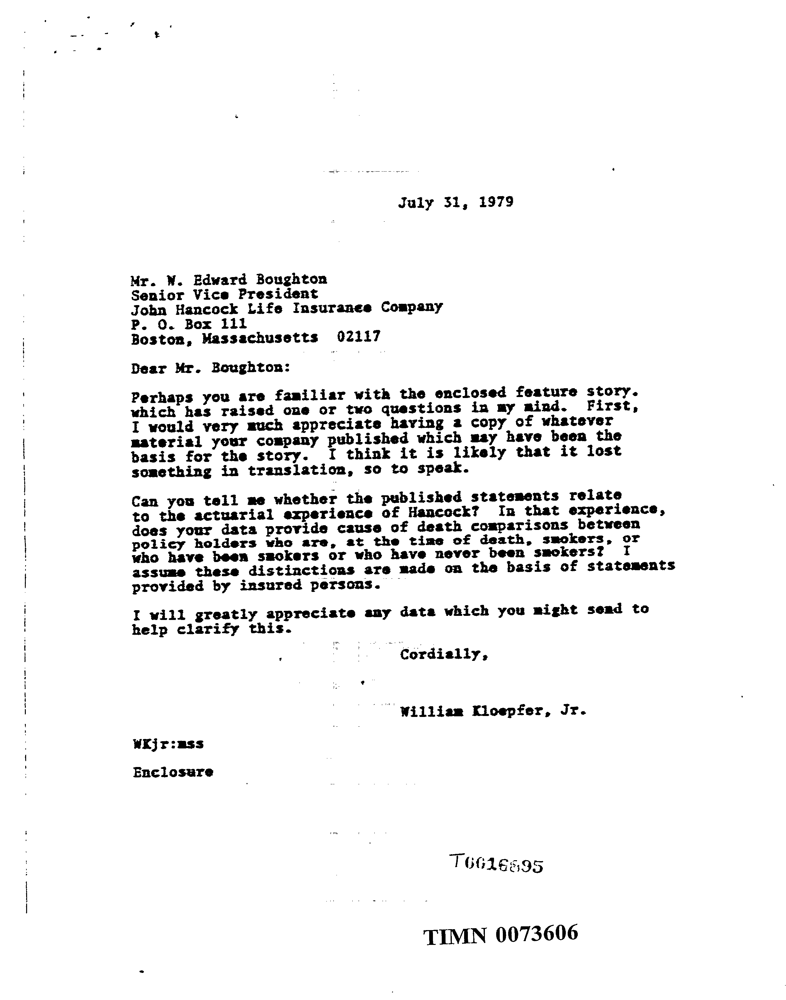 July 31, 1979
Mr. W. Edward Boughton
Senior Vice President
John Hancock Life Insurance Company
P. O. Box 111
Boston, Massachusetts 02117
Dear Mr. Boughton:
Perhaps you are familiar with the enclosed feature story.
which has raised one or two questions in my mind. First,
I would very much appreciate having a copy of whatever
material your company published which may have been the
basis for the story. I think it is likely that it lost
something in translation, so to speak.
Can you tell me whether the published statements relate
to the actuarial experience of Hancock? In that experience,
does your data provide cause of death comparisons between
policy holders who are, at the time of death, smokers, or
who have been smokers or who have never been smokers? I
assume these distinctions are made on the basis of statements
provided by insured persons.
I will greatly appreciate any data which you might send to
help clarify this.
Cordially,
William Kloepfer, Jr.
WKjr:mss
Enclosure
TIMN 0073606